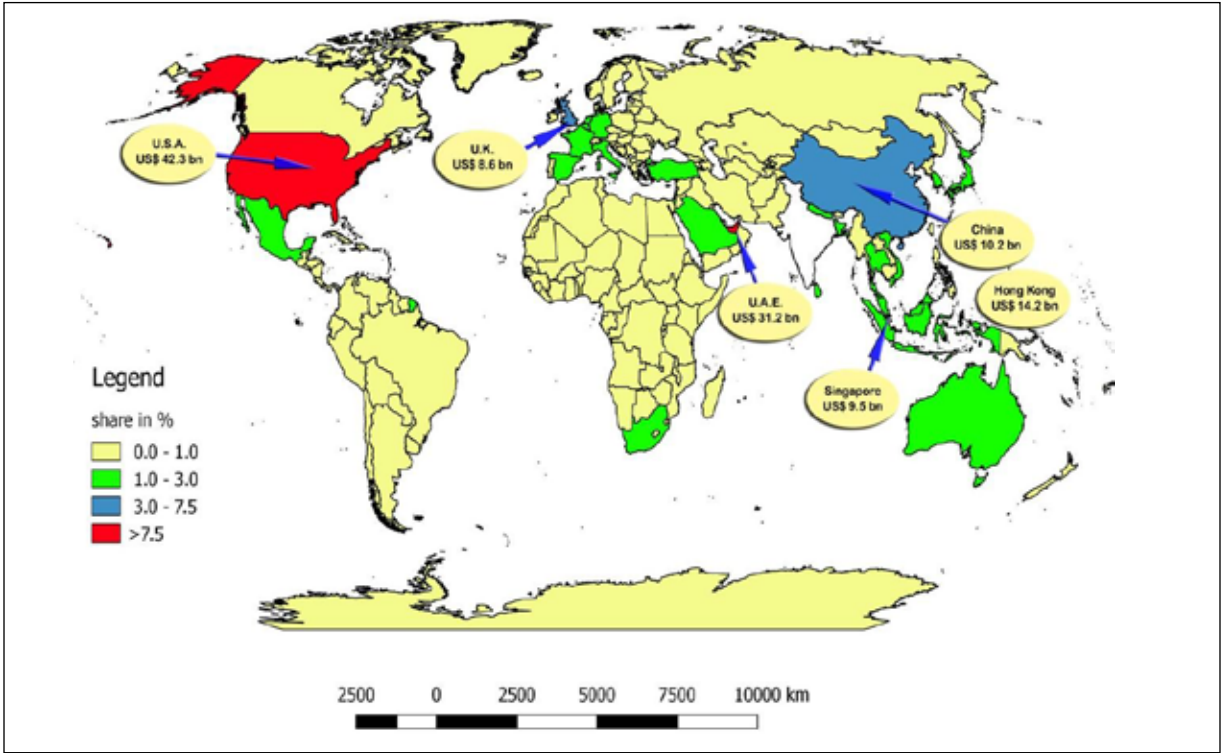 U.S.A.
US$ 42.3 bn
U.K.
US$ 8.6 bn
China
US$ 10.2 bn
Hong Kong
US$ 14.2 bn
U.A.E.
US$ 31.2 bn
Singapore
US$ 9.5 bn
Legend
share in %
0.0 - 1.0
1.0 - 3.0
3.0 - 7.5
>7.5
2500 0 2500 5000 7500 10000 km